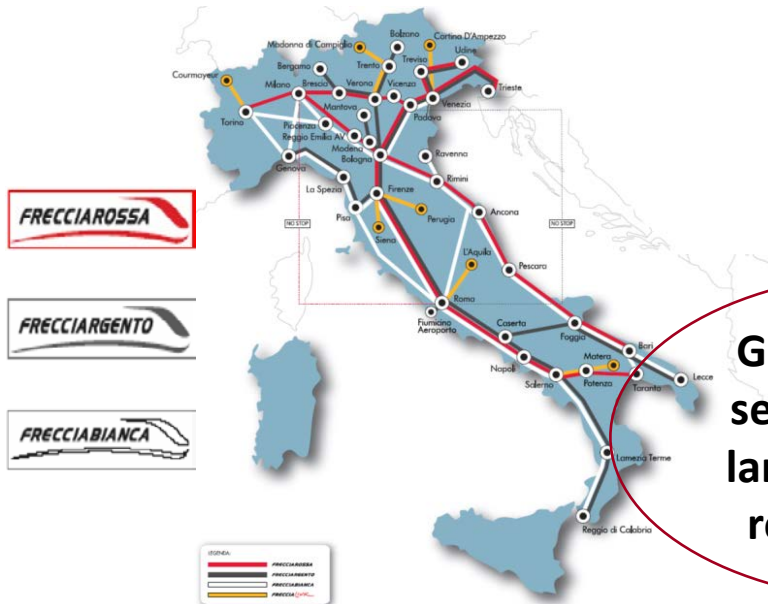 Madonna di Campiglio
Bolzano
Cortina D'Ampezzo
Treviso
Udine
Bergamo
Trento
Courmayeur
Milano
Brescia
Verona
Vicenza
Trieste
Mantova
Venezia
Torino
Piacenza
Padova
Reggio Emilia AV
Modena
Bologna
Ravenna
Genova
Rimini
La Spezia
Firenze
FRECCIAROSSA
Pisa
Perugia
Ancona
NO STOP
NO STOP
Siena
L'Aquila
Pescara
Roma
FRECCIARGENTO
Fiumicino
Aeroporto
Caserta
Foggia
Bari
Napoli
Matera
Lecce
Salerno
Potenza
Taranto
FRECCIABIANCA
Lamezia Terme
Reggio di Calabria
LEGENDA:
FRECCIAROSSA
FRECCIARGENTO
FRECCIABIANCA
FRECCIALink
G
se
lar
re